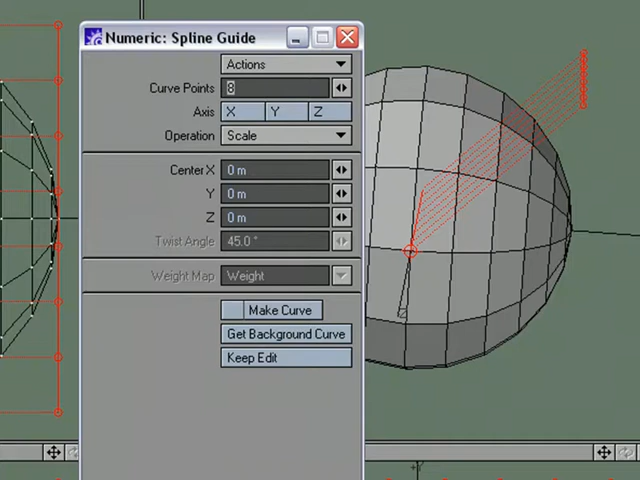 Numeric: Spline Guide
Actions
Curve Points 8
Axis X Y Z
Operation Scale
Center X 0 m
Y 0 m
Z 0 m
Twist Angle 45.0 °
Weight Map Weight
Make Curve
Get Background Curve
Keep Edit